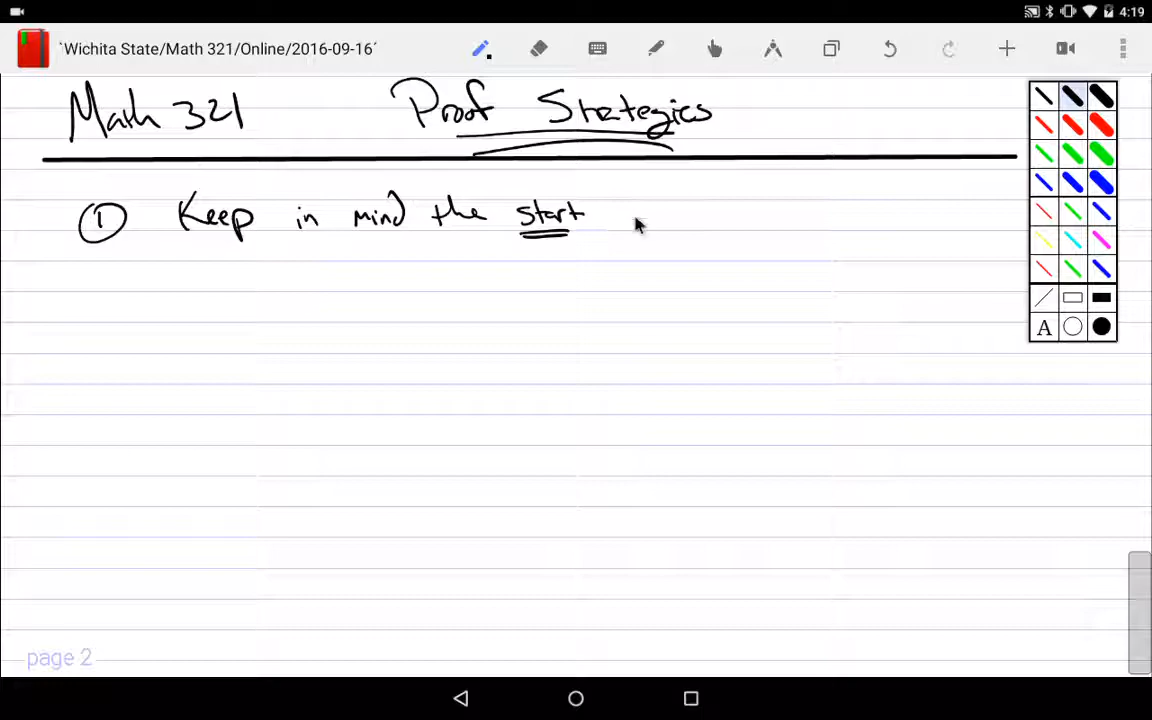 4:19
`Wichita State/Math 321/Online/2016-09-16´
Math 321 Proof Strategies
① Keep in mind the start
A
page 2